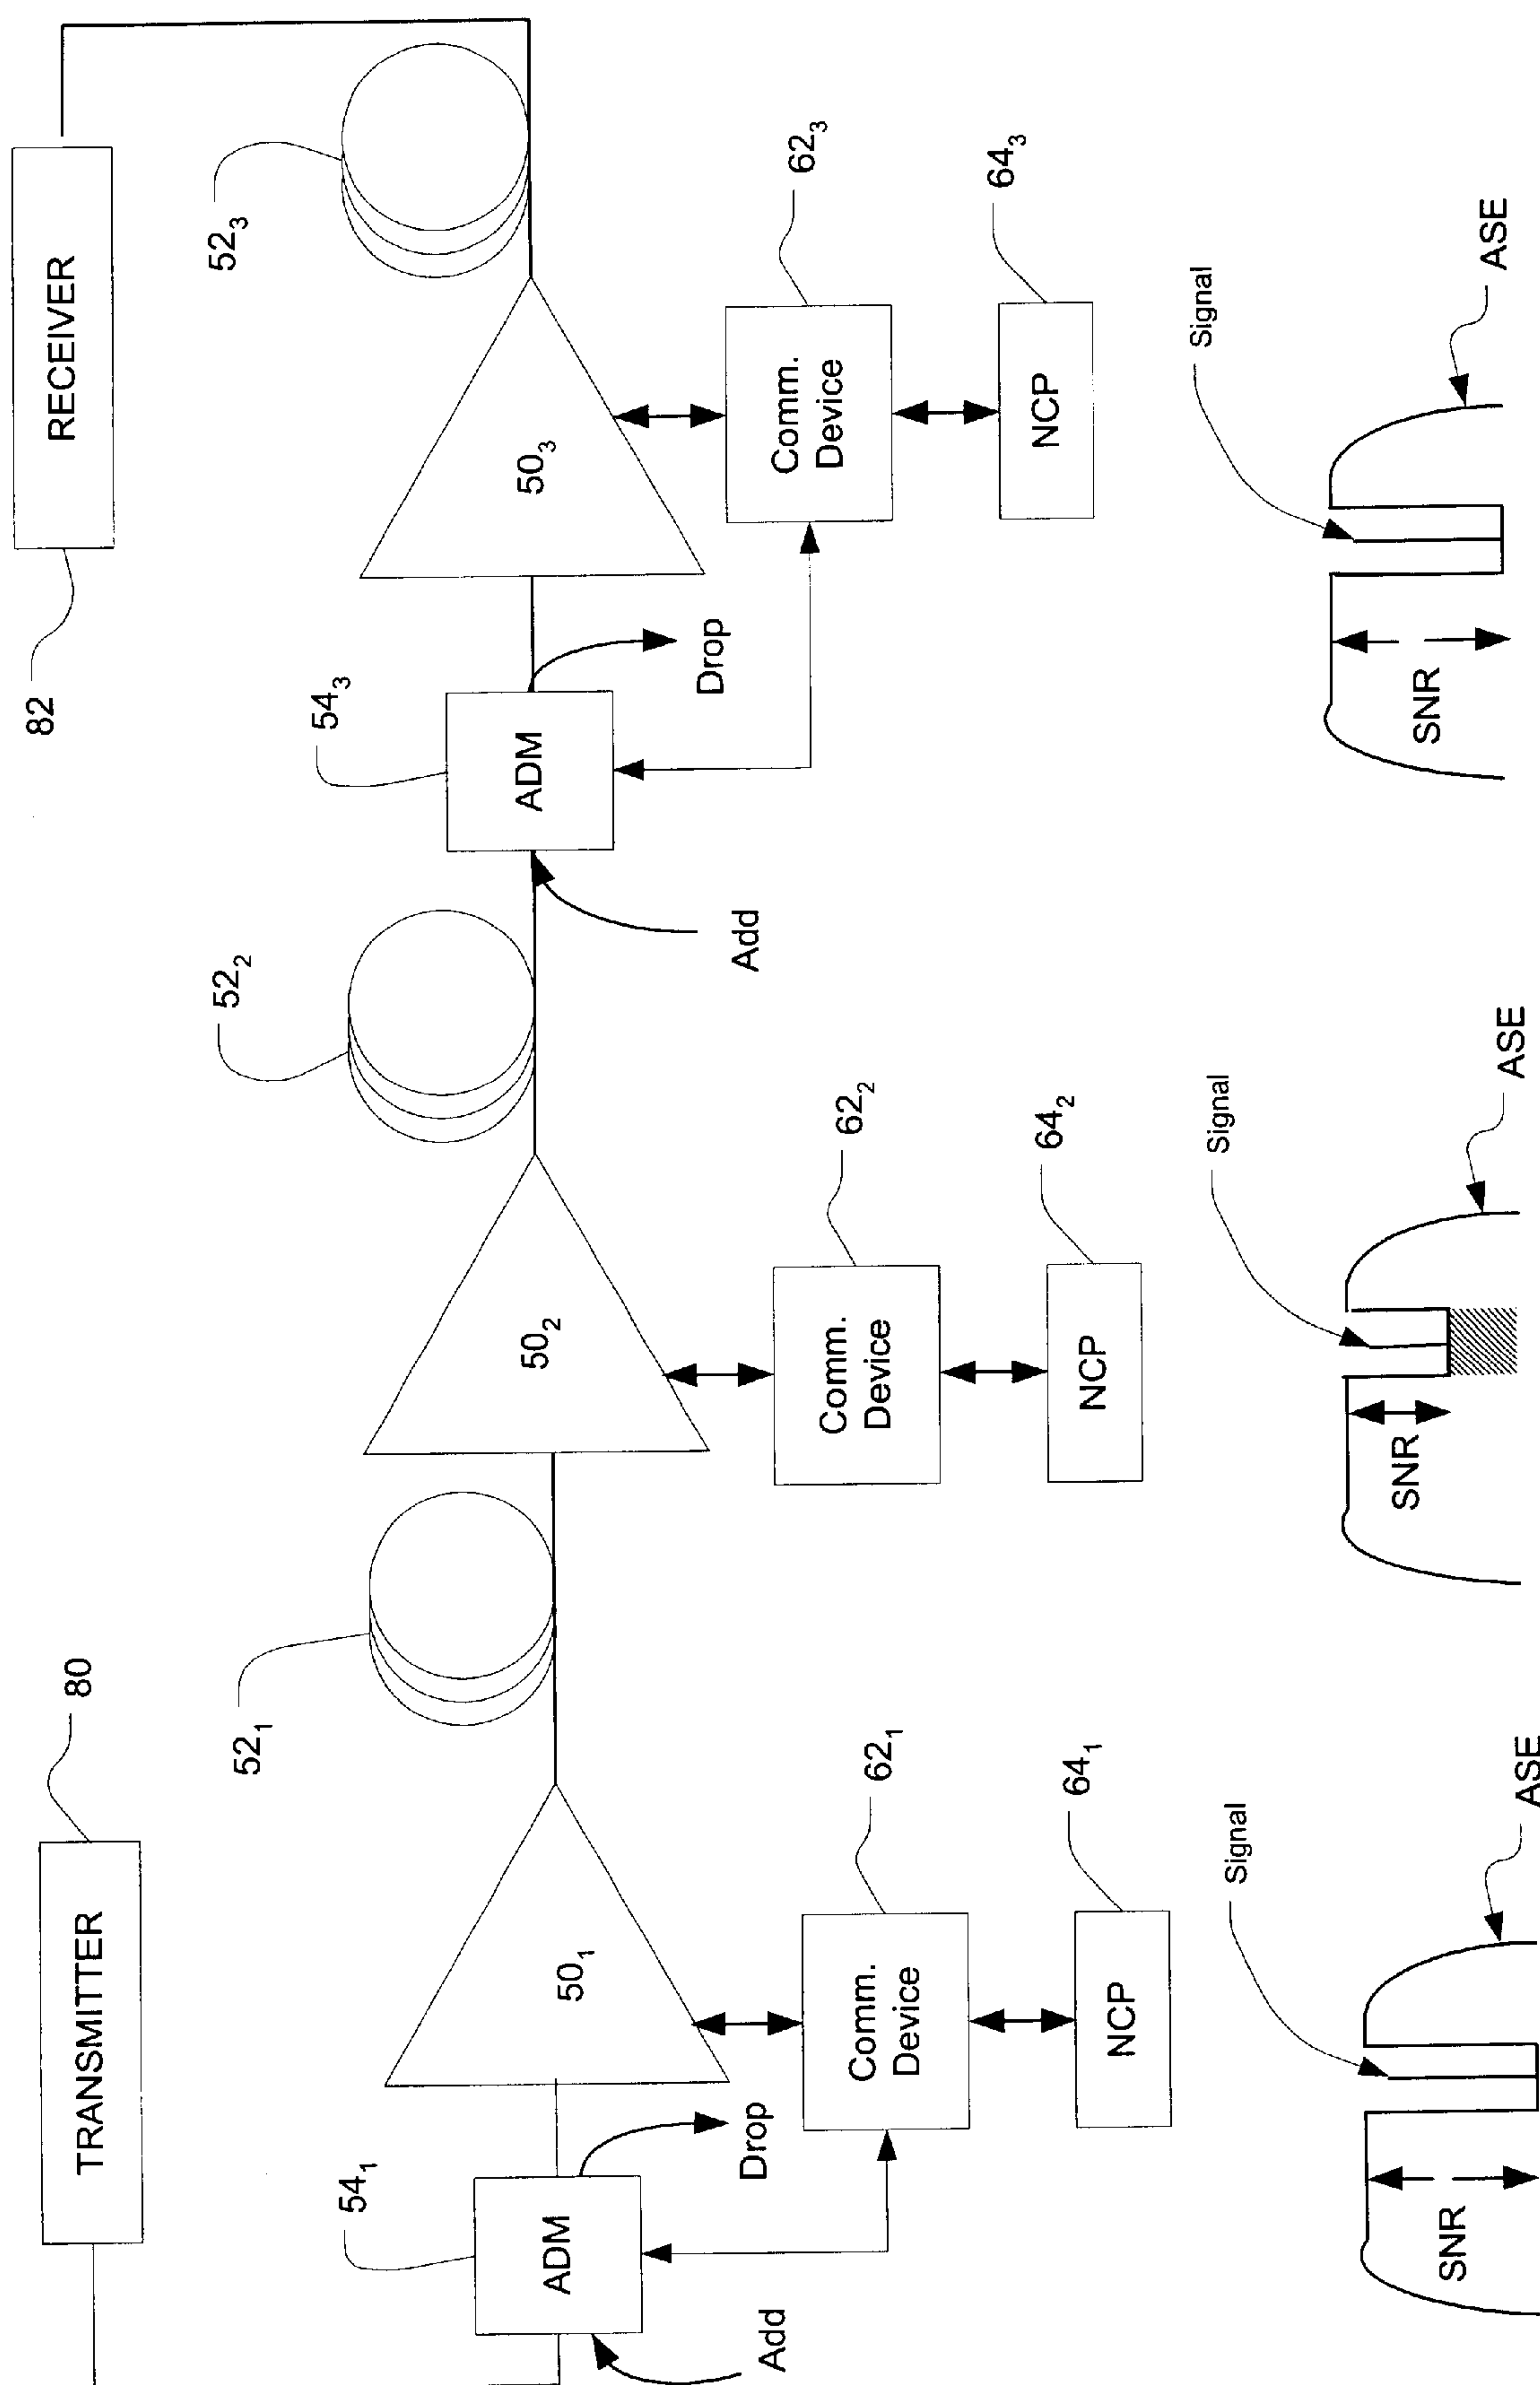 TRANSMITTER
80
RECEIVER
82
52₁
52₂
52₃
54₁
ADM
Add
Drop
50₁
50₂
54₃
ADM
Add
Drop
50₃
Comm.
Device
62₁
Comm.
Device
62₂
Comm.
Device
62₃
NCP
64₁
NCP
64₂
NCP
64₃
SNR
Signal
ASE
SNR
Signal
ASE
SNR
Signal
ASE